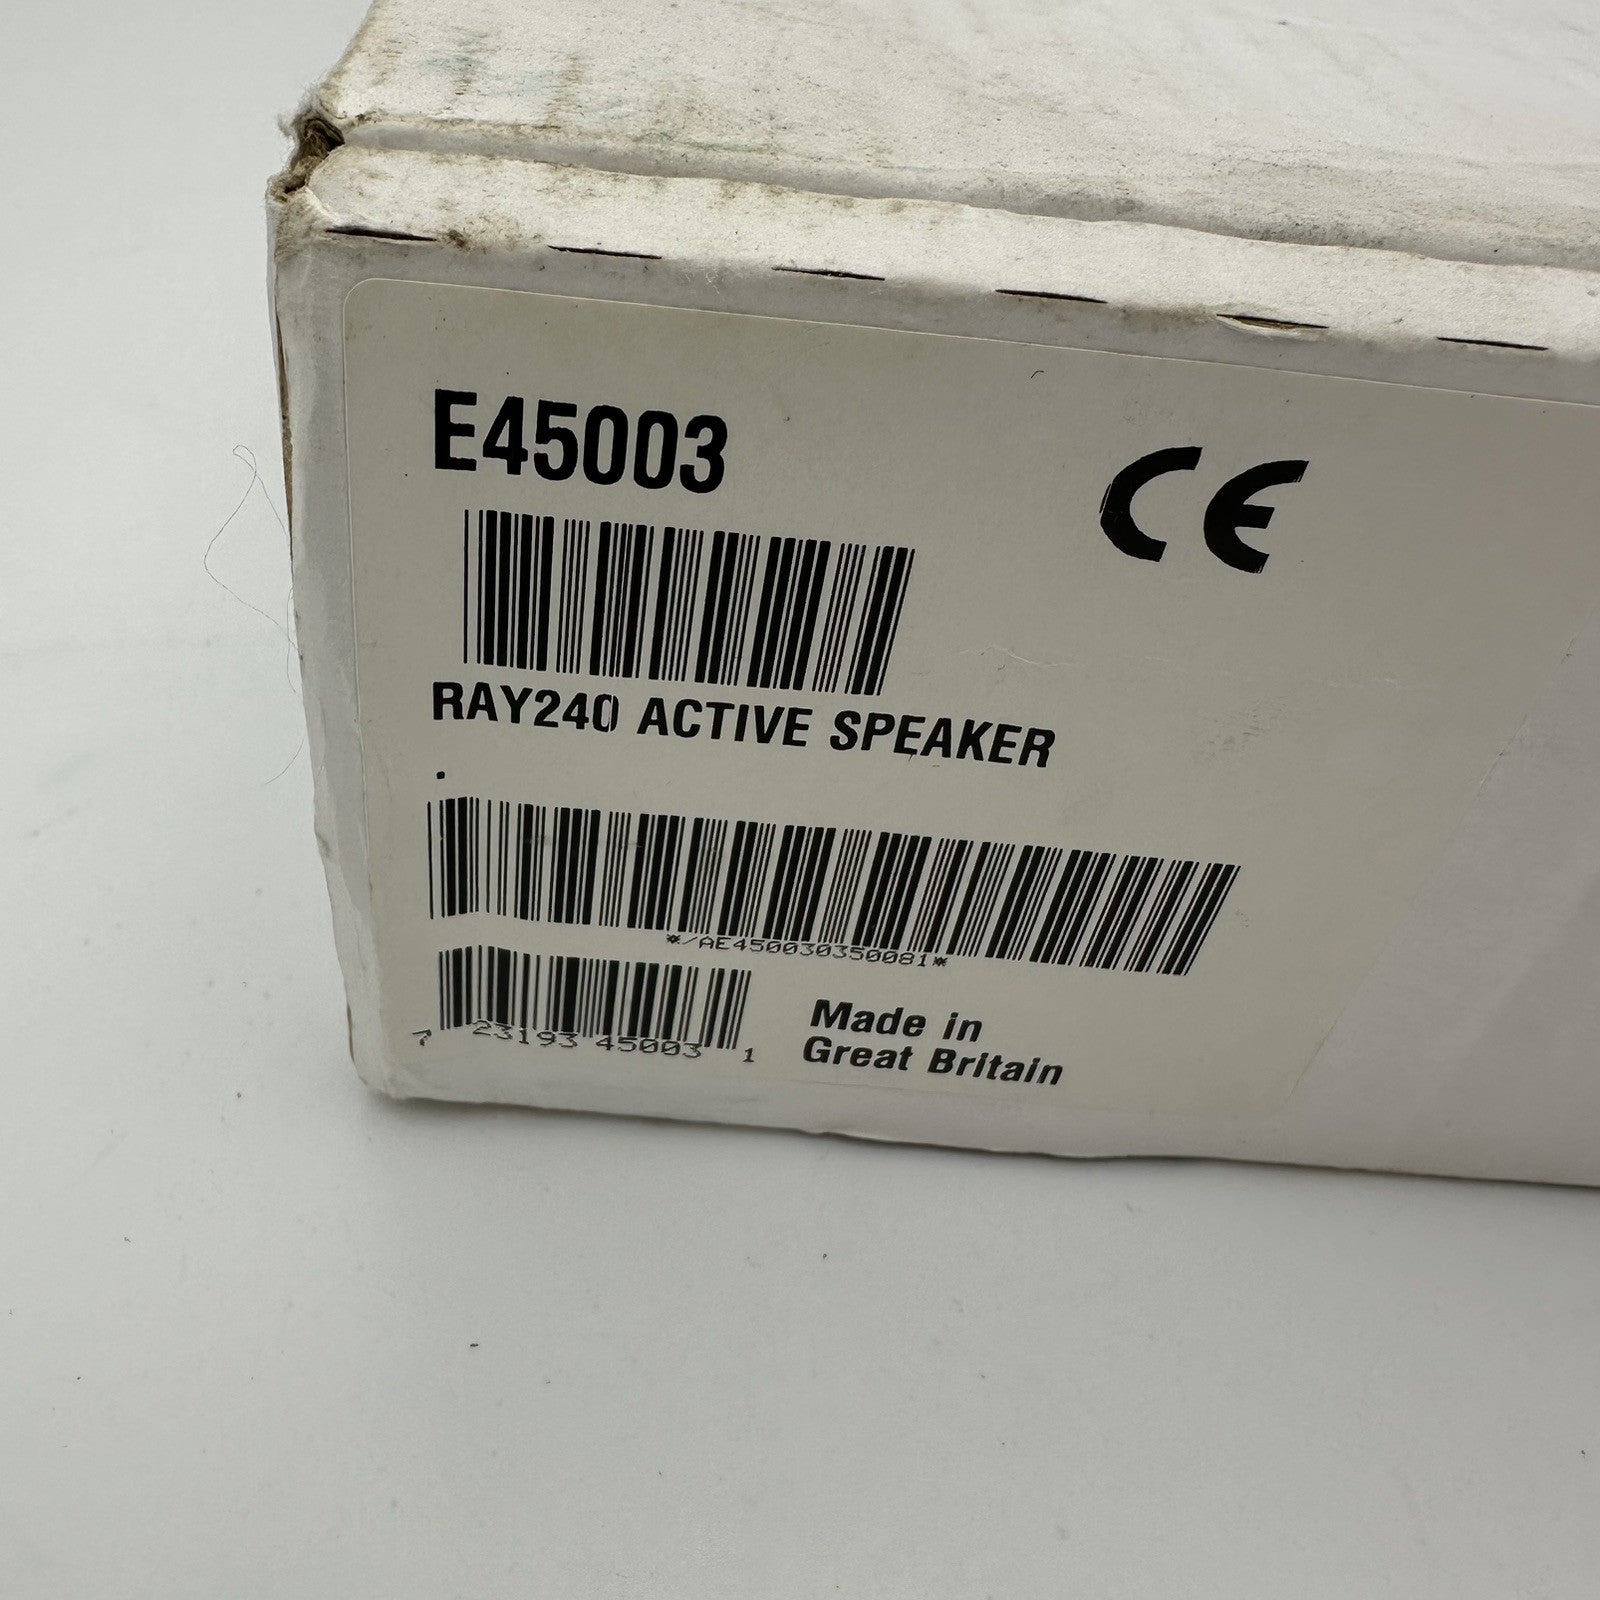 E45003
CE
RAY240 ACTIVE SPEAKER
.
*/AE450030350081*
7 23193 45003 1
Made in
Great Britain